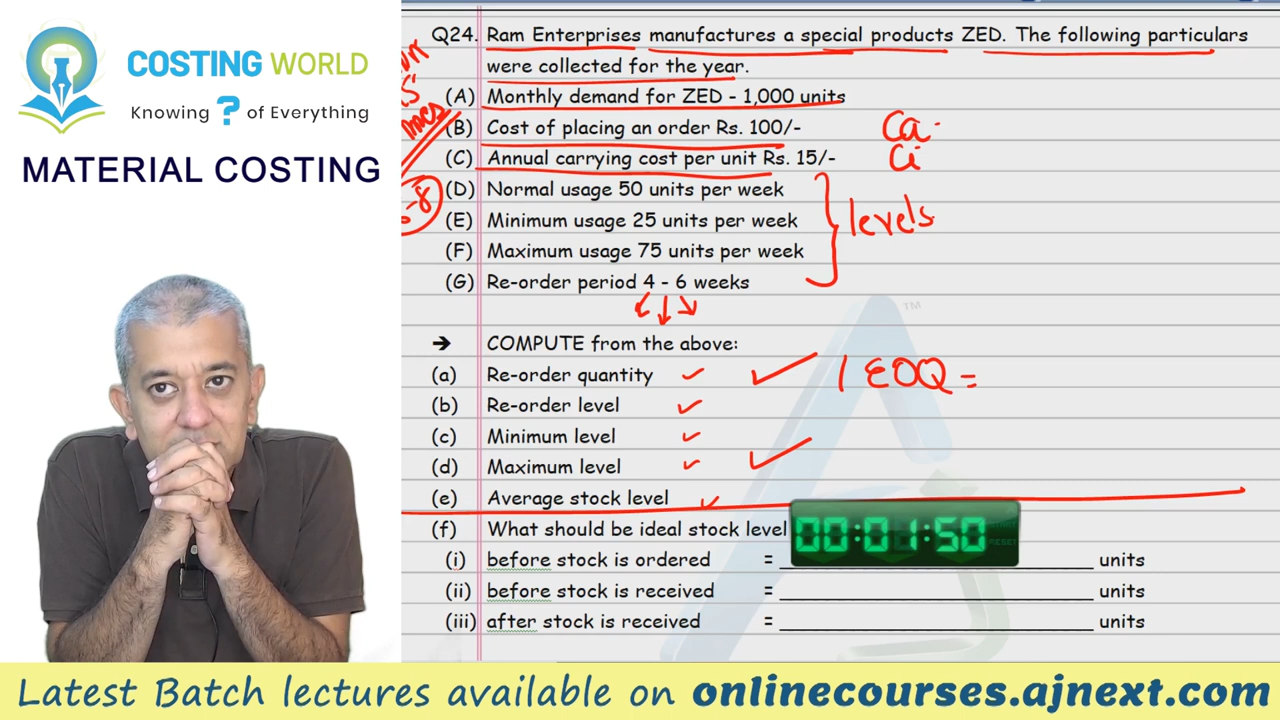 COSTING WORLD
Knowing ? of Everything
MATERIAL COSTING
Q24. Ram Enterprises manufactures a special products ZED. The following particulars
were collected for the year.
(A) Monthly demand for ZED - 1,000 units
(B) Cost of placing an order Rs. 100/- Ca
(C) Annual carrying cost per unit Rs. 15/- Ci
(D) Normal usage 50 units per week
(E) Minimum usage 25 units per week levels
(F) Maximum usage 75 units per week
(G) Re-order period 4 - 6 weeks
TM
→ COMPUTE from the above:
(a) Re-order quantity EOQ =
(b) Re-order level
(c) Minimum level
(d) Maximum level
(e) Average stock level
(f) What should be ideal stock level
00:01:50
(i) before stock is ordered = units
(ii) before stock is received = units
(iii) after stock is received = units
Latest Batch lectures available on onlinecourses.ajnext.com